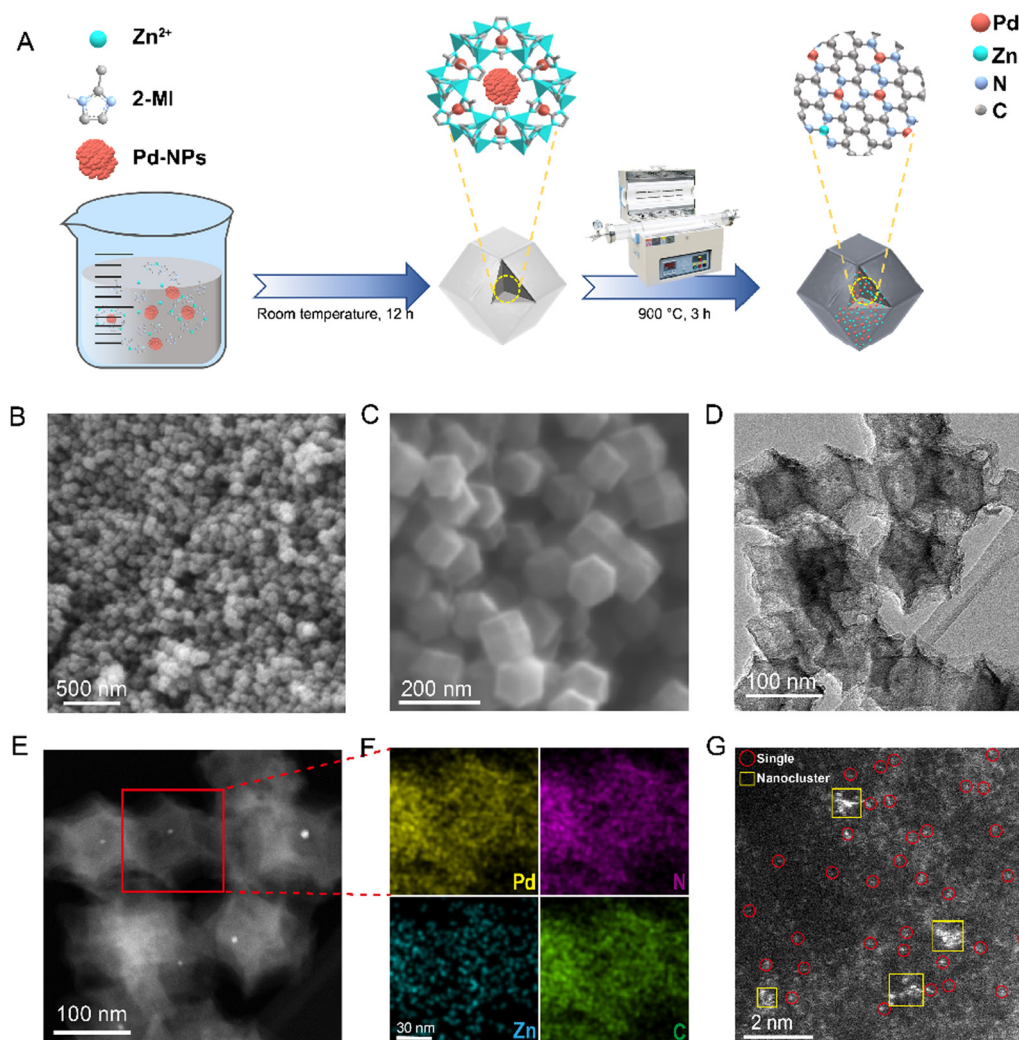 A
Zn²⁺
2-MI
Pd-NPs
Room temperature, 12 h
900 °C, 3 h
Pd
Zn
N
C
B
500 nm
C
200 nm
D
100 nm
E
100 nm
F
Pd
N
Zn
30 nm
C
G
Single
Nanocluster
2 nm